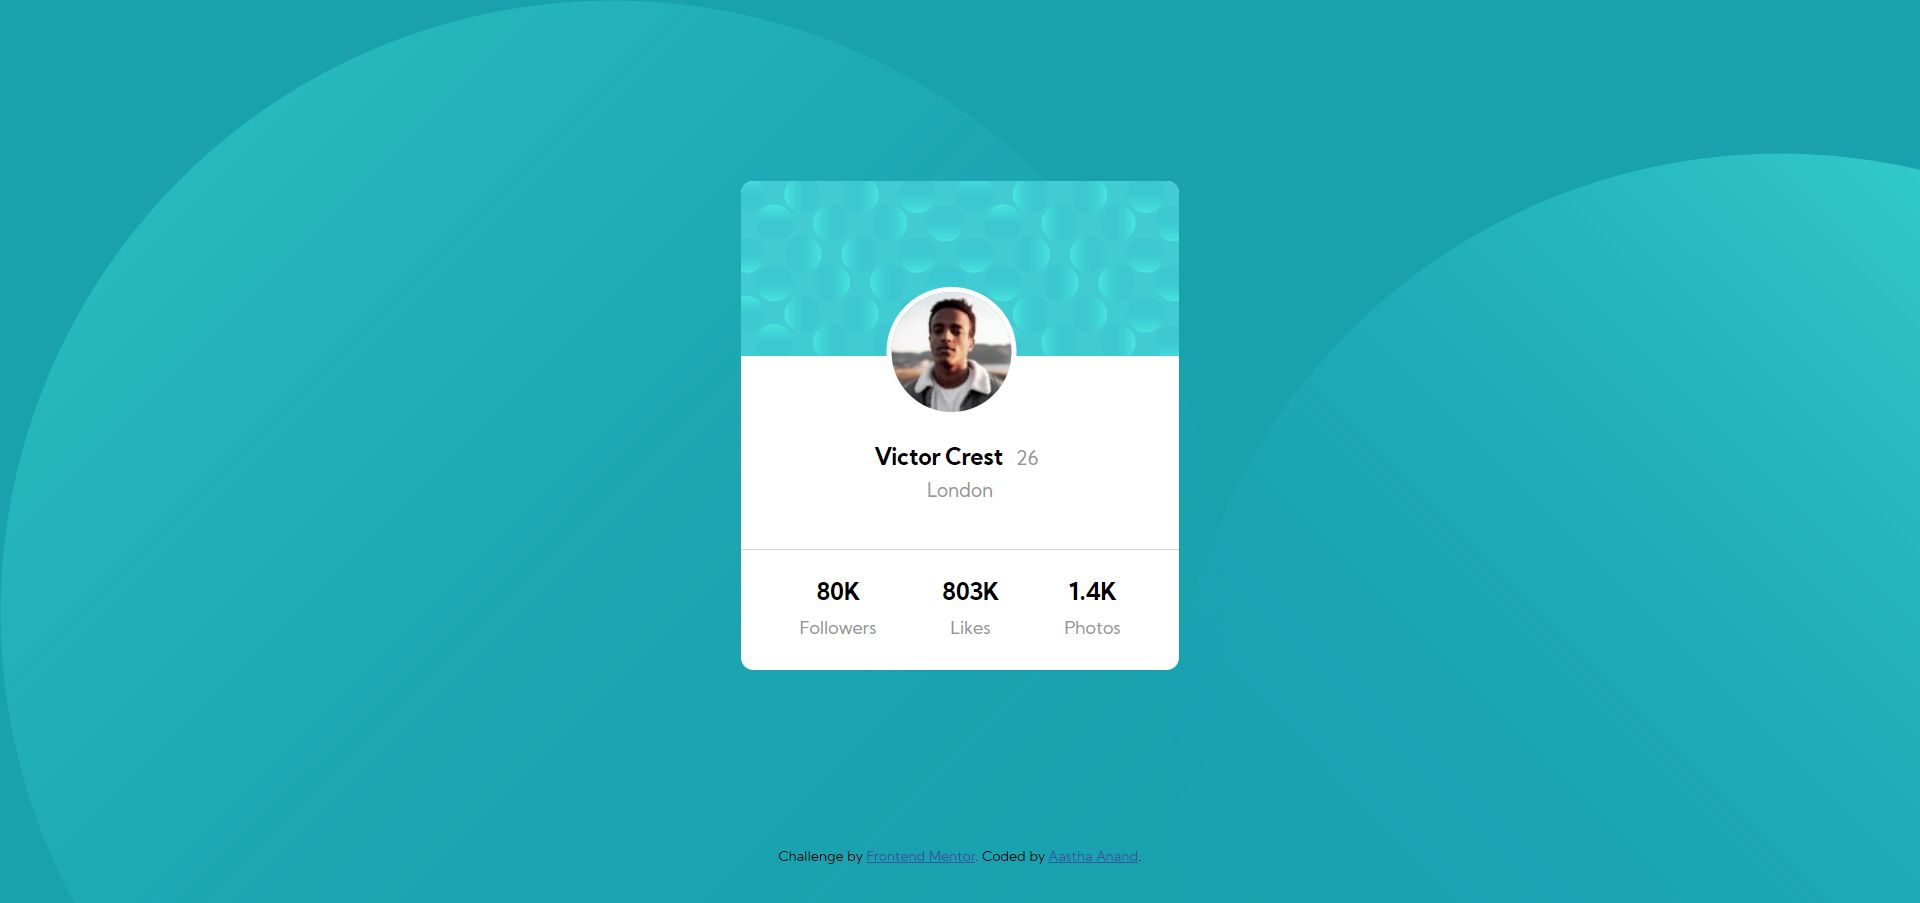 Victor Crest 26
London
80K 803K 1.4K
Followers Likes Photos
Challenge by Frontend Mentor. Coded by Aastha Anand.